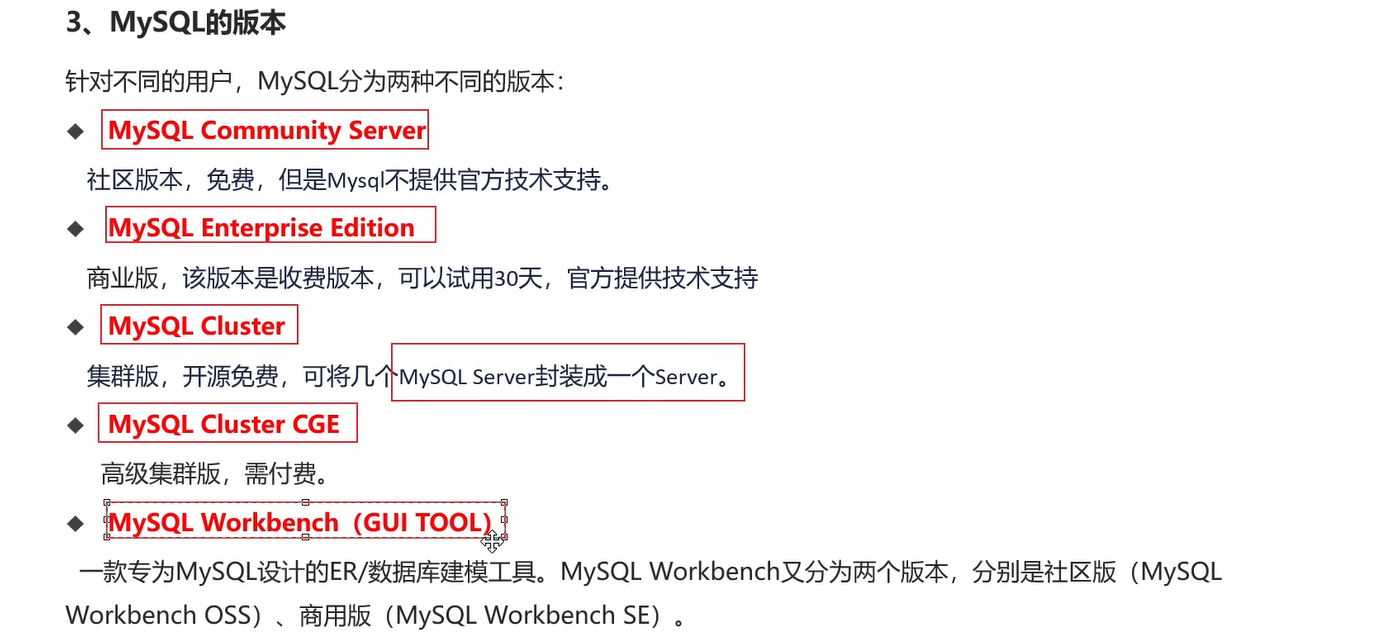 3、MySQL的版本
针对不同的用户，MySQL分为两种不同的版本：
◆ MySQL Community Server
社区版本，免费，但是Mysql不提供官方技术支持。
◆ MySQL Enterprise Edition
商业版，该版本是收费版本，可以试用30天，官方提供技术支持
◆ MySQL Cluster
集群版，开源免费，可将几个MySQL Server封装成一个Server。
◆ MySQL Cluster CGE
高级集群版，需付费。
◆ MySQL Workbench（GUI TOOL）
一款专为MySQL设计的ER/数据库建模工具。MySQL Workbench又分为两个版本，分别是社区版（MySQL
Workbench OSS）、商用版（MySQL Workbench SE）。